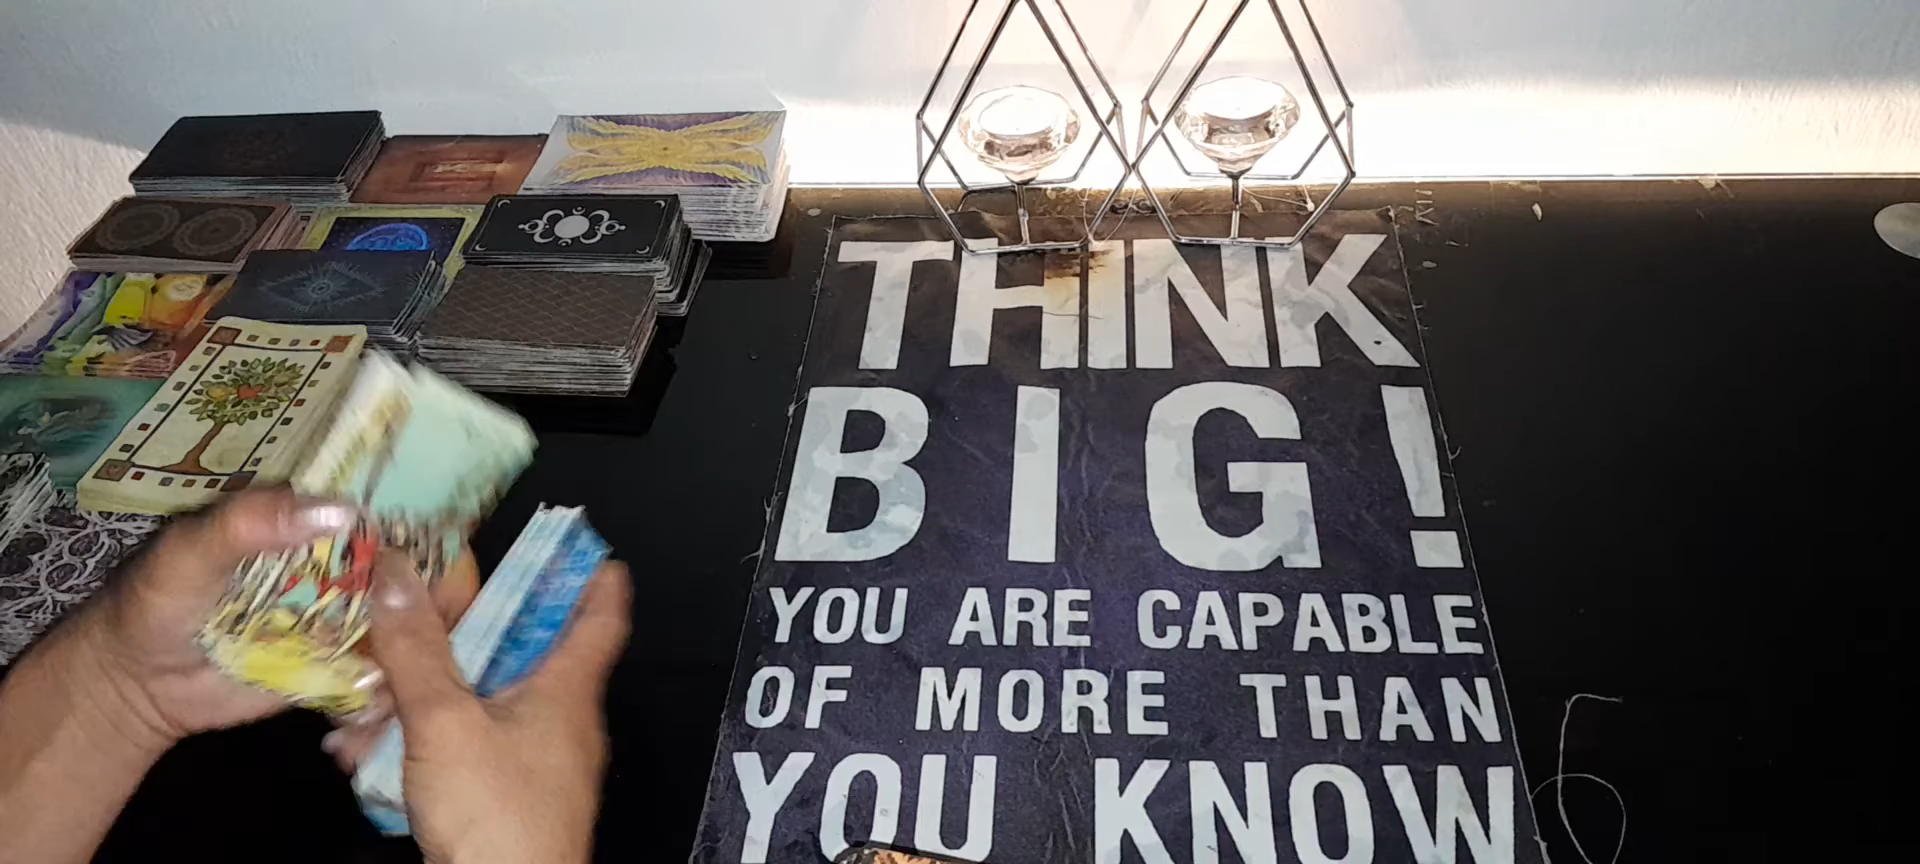 THINK
BIG!
YOU ARE CAPABLE
OF MORE THAN
YOU KNOW